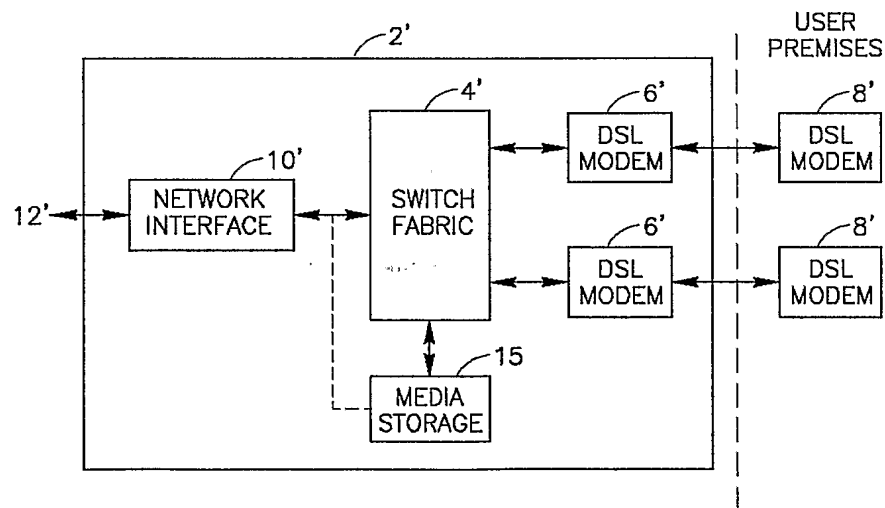 USER
PREMISES
2'
4'
6'
8'
DSL
MODEM
DSL
MODEM
10'
NETWORK
INTERFACE
12'
SWITCH
FABRIC
6'
8'
DSL
MODEM
DSL
MODEM
15
MEDIA
STORAGE